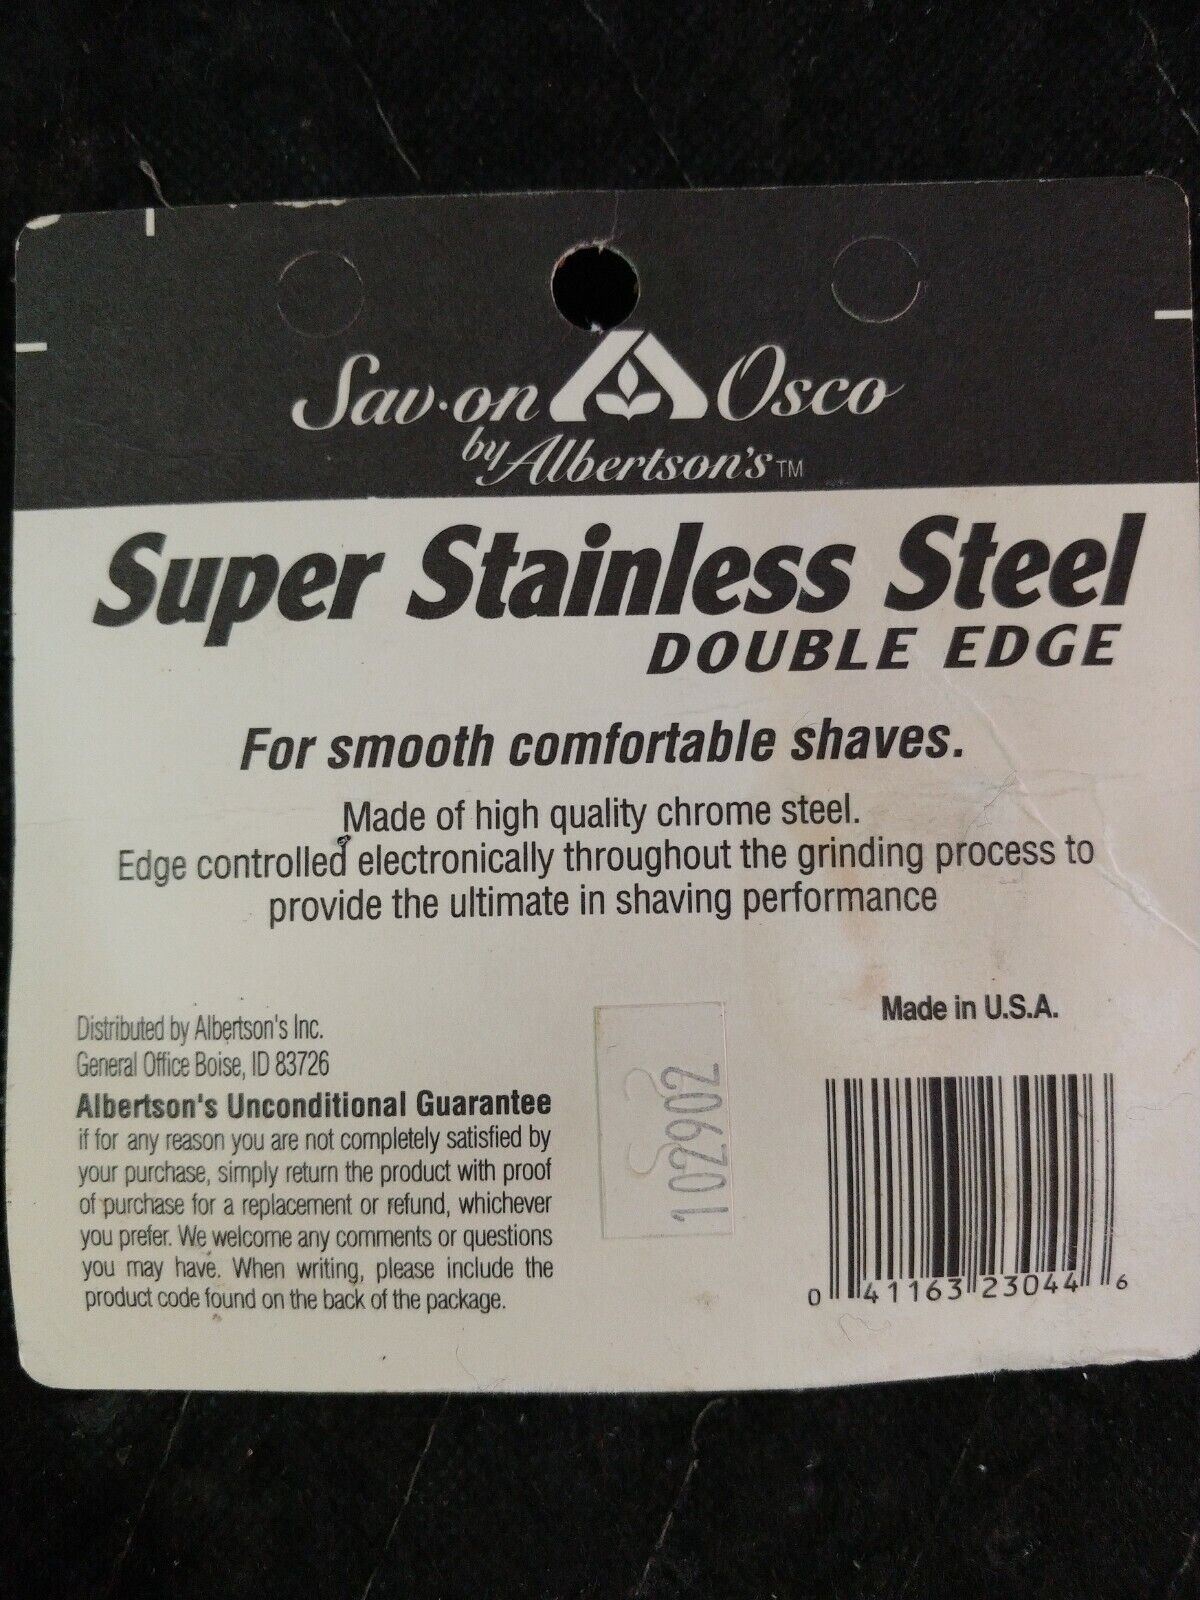 Sav·on Osco
by Albertson's™
Super Stainless Steel
DOUBLE EDGE
For smooth comfortable shaves.
Made of high quality chrome steel.
Edge controlled electronically throughout the grinding process to
provide the ultimate in shaving performance
Distributed by Albertson's Inc.
General Office Boise, ID 83726
Albertson's Unconditional Guarantee
if for any reason you are not completely satisfied by
your purchase, simply return the product with proof
of purchase for a replacement or refund, whichever
you prefer. We welcome any comments or questions
you may have. When writing, please include the
product code found on the back of the package.
102902
Made in U.S.A.
0 41163 23044 6